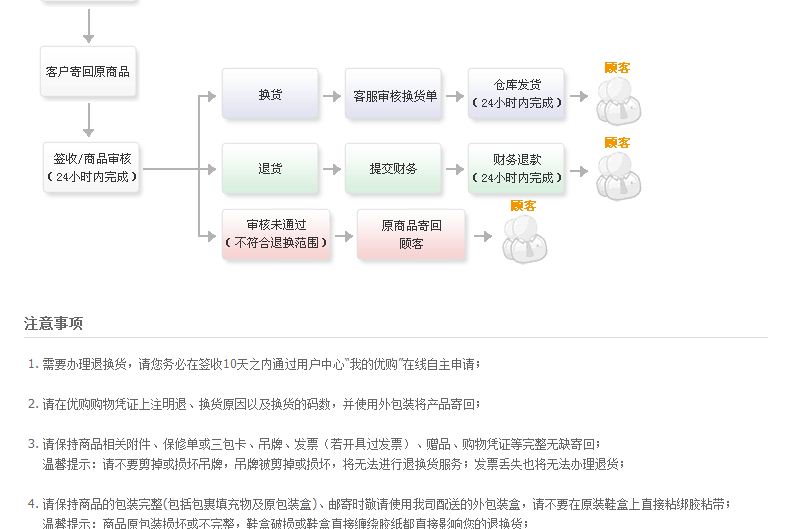 客户寄回原商品
签收/商品审核
(24小时内完成)
换货
客服审核换货单
仓库发货
(24小时内完成)
顾客
退货
提交财务
财务退款
(24小时内完成)
顾客
审核未通过
(不符合退换范围)
原商品寄回
顾客
顾客
注意事项
1. 需要办理退换货，请您务必在签收10天之内通过用户中心“我的优购”在线自主申请；
2. 请在优购购物凭证上注明退、换货原因以及换货的码数，并使用外包装将产品寄回；
3. 请保持商品相关附件、保修单或三包卡、吊牌、发票（若开具过发票）、赠品、购物凭证等完整无缺寄回；
温馨提示：请不要剪掉或损坏吊牌，吊牌被剪掉或损坏，将无法进行退换货服务；发票丢失也将无法办理退货；
4. 请保持商品的包装完整(包括包裹填充物及原包装盒)、邮寄时敬请使用我司配送的外包装盒，请不要在原装鞋盒上直接粘绑胶粘带；
温馨提示：商品原包装损坏或不完整，鞋盒破损或鞋盒直接缠绕胶纸都直接影响您的退换货；